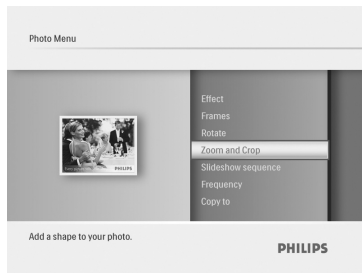 Photo Menu
Effect
Frames
Rotate
Zoom and Crop
Slideshow sequence
Frequency
Copy to
PHILIPS
Add a shape to your photo.
PHILIPS